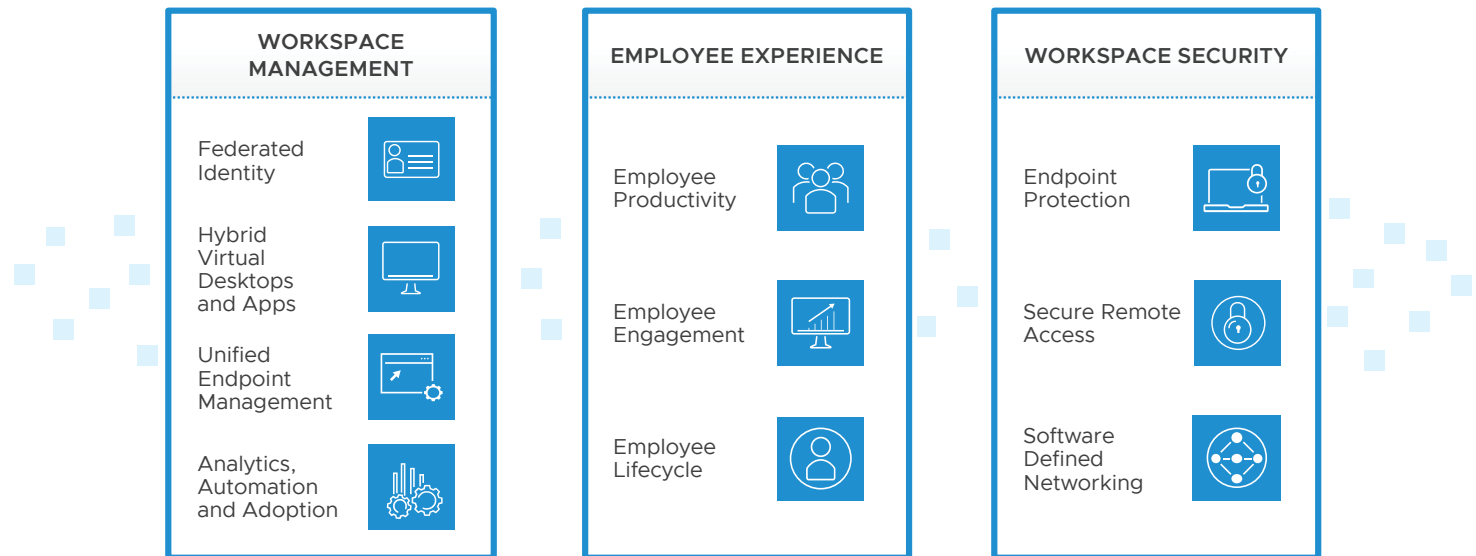 WORKSPACE
MANAGEMENT
Federated
Identity
Hybrid
Virtual
Desktops
and Apps
Unified
Endpoint
Management
Analytics,
Automation
and Adoption
EMPLOYEE EXPERIENCE
Employee
Productivity
Employee
Engagement
Employee
Lifecycle
WORKSPACE SECURITY
Endpoint
Protection
Secure Remote
Access
Software
Defined
Networking